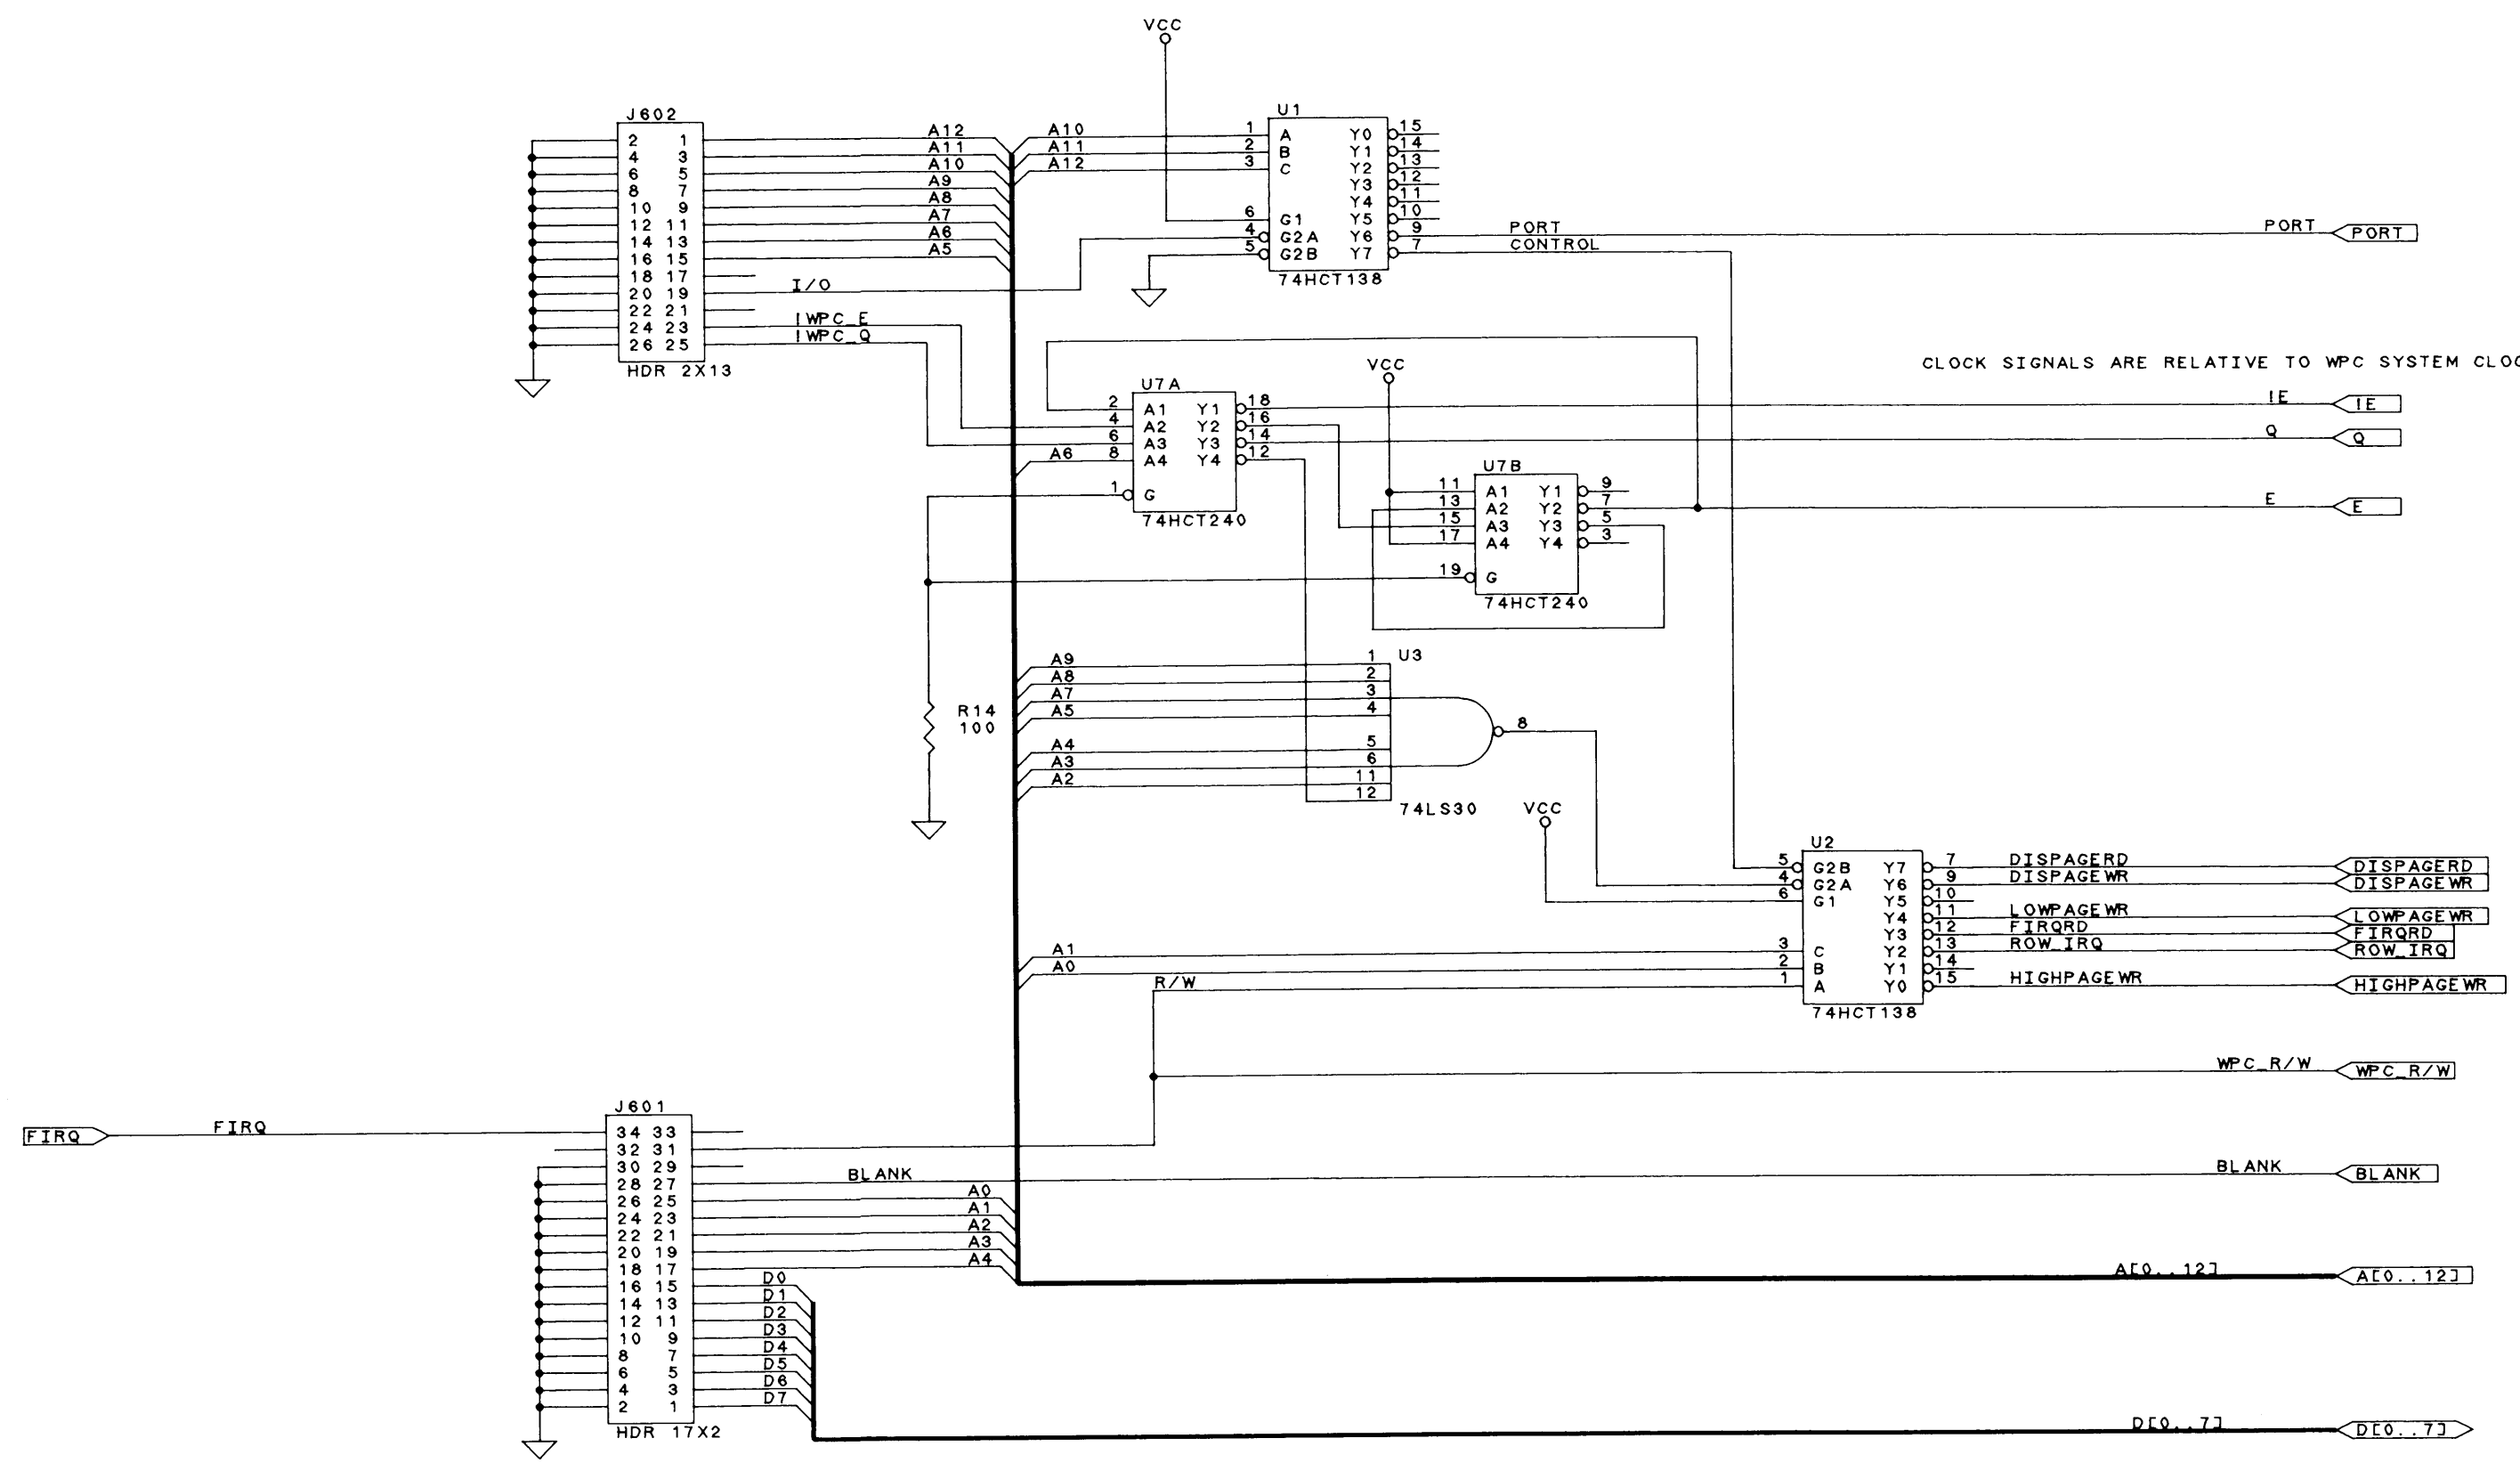 VCC
J602
2 1
4 3
6 5
8 7
10 9
12 11
14 13
16 15
18 17
20 19
22 21
24 23
26 25
HDR 2X13
A12
A11
A10
A9
A8
A7
A6
A5
I/O
!WPC_E
!WPC_Q
A10
A11
A12
U1
1 A Y0 15
2 B Y1 14
3 C Y2 13
Y3 12
Y4 11
6 G1 Y5 10
4 G2A Y6 9
5 G2B Y7 7
74HCT138
PORT
CONTROL
PORT
PORT
CLOCK SIGNALS ARE RELATIVE TO WPC SYSTEM CLOC
U7A
2 A1 Y1 18
4 A2 Y2 16
6 A3 Y3 14
A6 8 A4 Y4 12
1 G
74HCT240
VCC
U7B
11 A1 Y1 9
13 A2 Y2 7
15 A3 Y3 5
17 A4 Y4 3
19 G
74HCT240
!E
!E
Q
Q
E
E
R14
100
A9 1
A8 2
A7 3
A5 4
A4 5
A3 6
A2 11
12
U3
8
74LS30
VCC
U2
5 G2B Y7 7 DISPAGERD
4 G2A Y6 9 DISPAGEWR
6 G1 Y5 10
Y4 11 LOWPAGEWR
Y3 12 FIRQRD
A1 3 C Y2 13 ROW_IRQ
A0 2 B Y1 14
R/W 1 A Y0 15 HIGHPAGEWR
74HCT138
DISPAGERD
DISPAGEWR
LOWPAGEWR
FIRQRD
ROW_IRQ
HIGHPAGEWR
WPC_R/W
WPC_R/W
FIRQ
FIRQ
J601
34 33
32 31
30 29
28 27
26 25
24 23
22 21
20 19
18 17
16 15
14 13
12 11
10 9
8 7
6 5
4 3
2 1
HDR 17X2
BLANK
BLANK
BLANK
A0
A1
A2
A3
A4
D0
D1
D2
D3
D4
D5
D6
D7
A[0..12]
A[0..12]
D[0..7]
D[0..7]